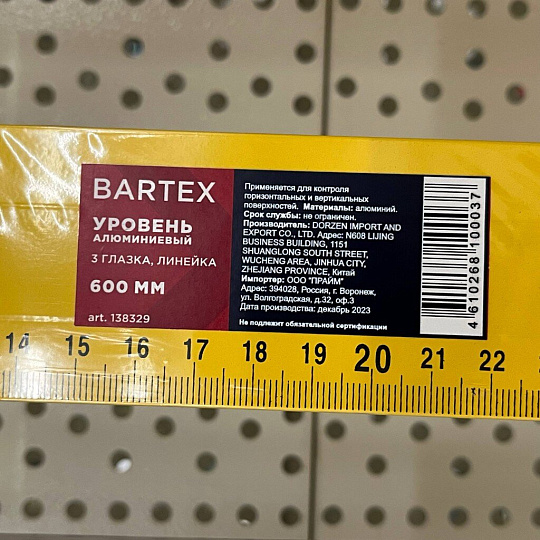 BARTEX
УРОВЕНЬ
АЛЮМИНИЕВЫЙ
3 ГЛАЗКА, ЛИНЕЙКА
600 ММ
art. 138329
Применяется для контроля
горизонтальных и вертикальных
поверхностей. Материалы: алюминий.
Срок службы: не ограничен.
Производитель: DORZEN IMPORT AND
EXPORT CO., LTD. Адрес: N608 LIJING
BUSINESS BUILDING, 1151
SHUANGLONG SOUTH STREET,
WUCHENG AREA, JINHUA CITY,
ZHEJIANG PROVINCE, Китай
Импортер: ООО "ПРАЙМ"
Адрес: 394028, Россия, г. Воронеж,
ул. Волгоградская, д.32, оф.3
Дата производства: декабрь 2023
Не подлежит обязательной сертификации
4 610268 100037
14 15 16 17 18 19 20 21 22